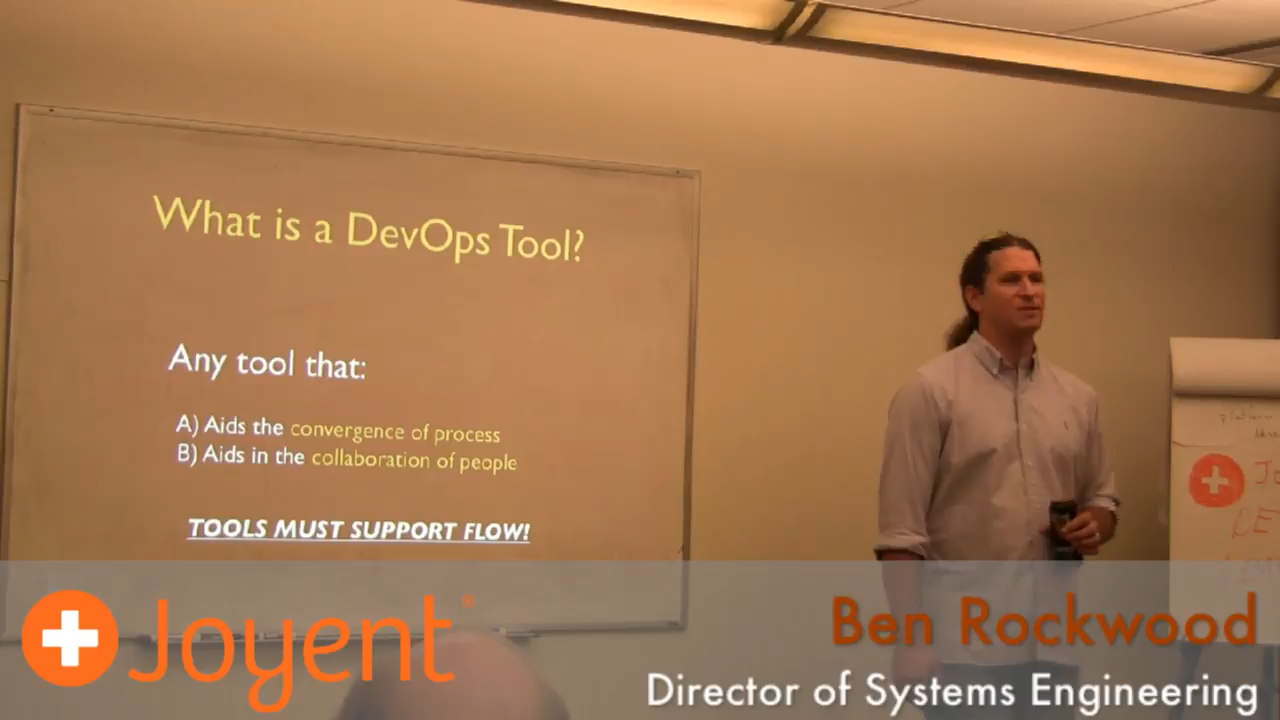 What is a DevOps Tool?
Any tool that:
A) Aids the convergence of process
B) Aids in the collaboration of people
TOOLS MUST SUPPORT FLOW!
Joyent®
Ben Rockwood
Director of Systems Engineering